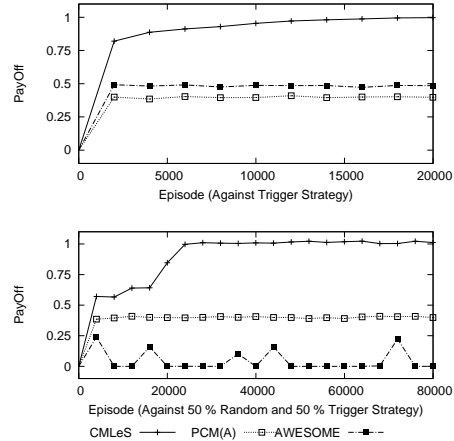 1
0.75
0.5
0.25
0
PayOff
0 5000 10000 15000 20000
Episode (Against Trigger Strategy)
1
0.75
0.5
0.25
0
PayOff
0 20000 40000 60000 80000
Episode (Against 50 % Random and 50 % Trigger Strategy)
CMLeS PCM(A) AWESOME